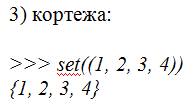 3) кортежа:
>>> set((1, 2, 3, 4))
{1, 2, 3, 4}